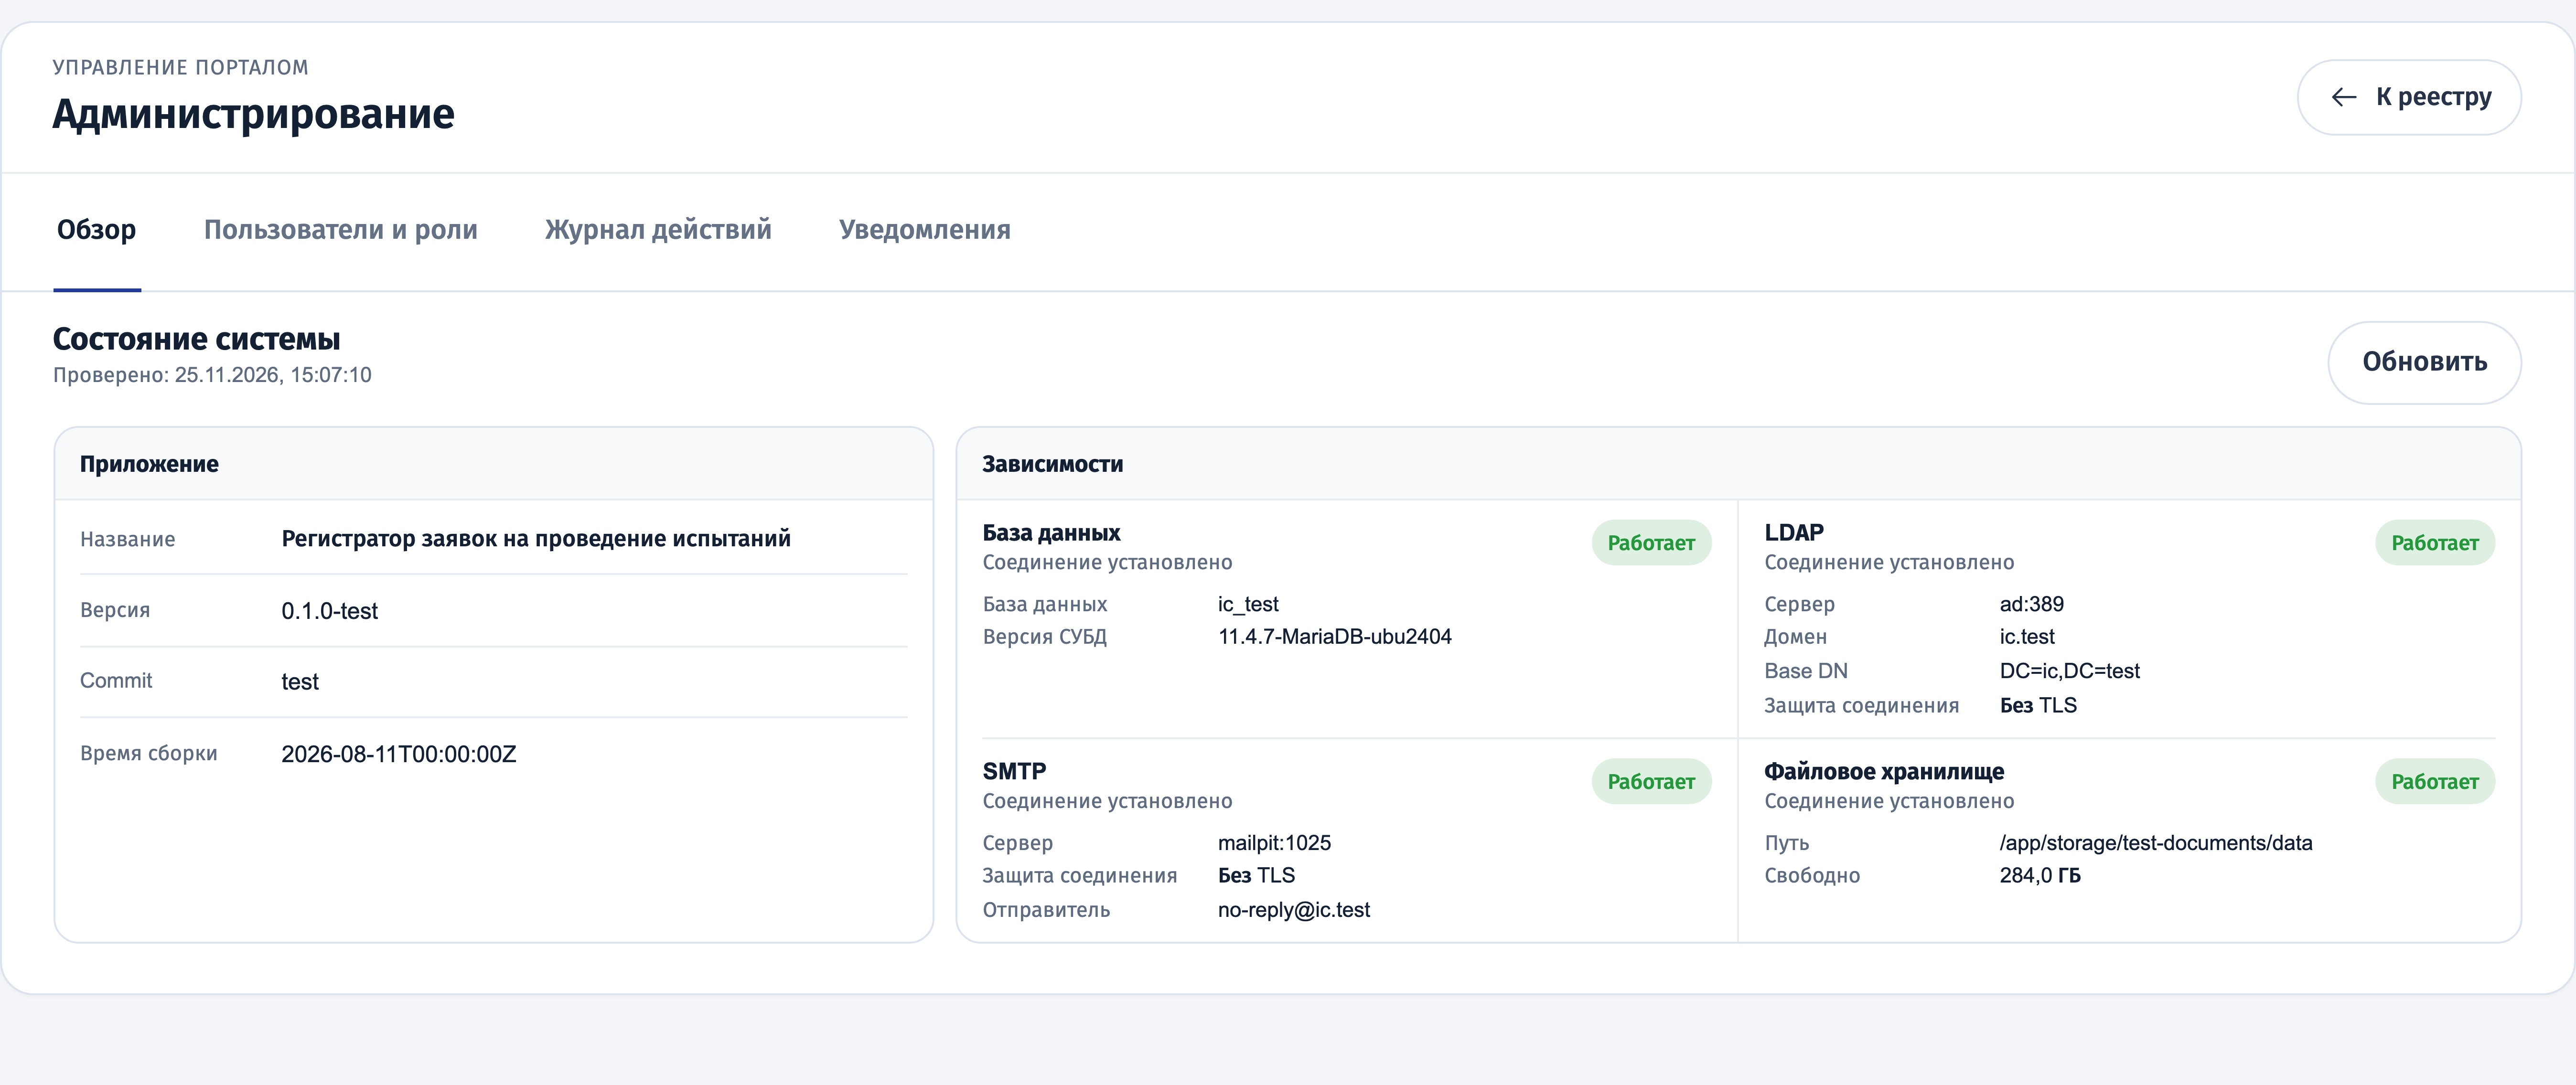 УПРАВЛЕНИЕ ПОРТАЛОМ
Администрирование
← К реестру
Обзор
Пользователи и роли
Журнал действий
Уведомления
Состояние системы
Проверено: 25.11.2026, 15:07:10
Обновить
Приложение
Название Регистратор заявок на проведение испытаний
Версия 0.1.0-test
Commit test
Время сборки 2026-08-11T00:00:00Z
Зависимости
База данных
Работает
Соединение установлено
База данных ic_test
Версия СУБД 11.4.7-MariaDB-ubu2404
LDAP
Работает
Соединение установлено
Сервер ad:389
Домен ic.test
Base DN DC=ic,DC=test
Защита соединения Без TLS
SMTP
Работает
Соединение установлено
Сервер mailpit:1025
Защита соединения Без TLS
Отправитель no-reply@ic.test
Файловое хранилище
Работает
Соединение установлено
Путь /app/storage/test-documents/data
Свободно 284,0 ГБ